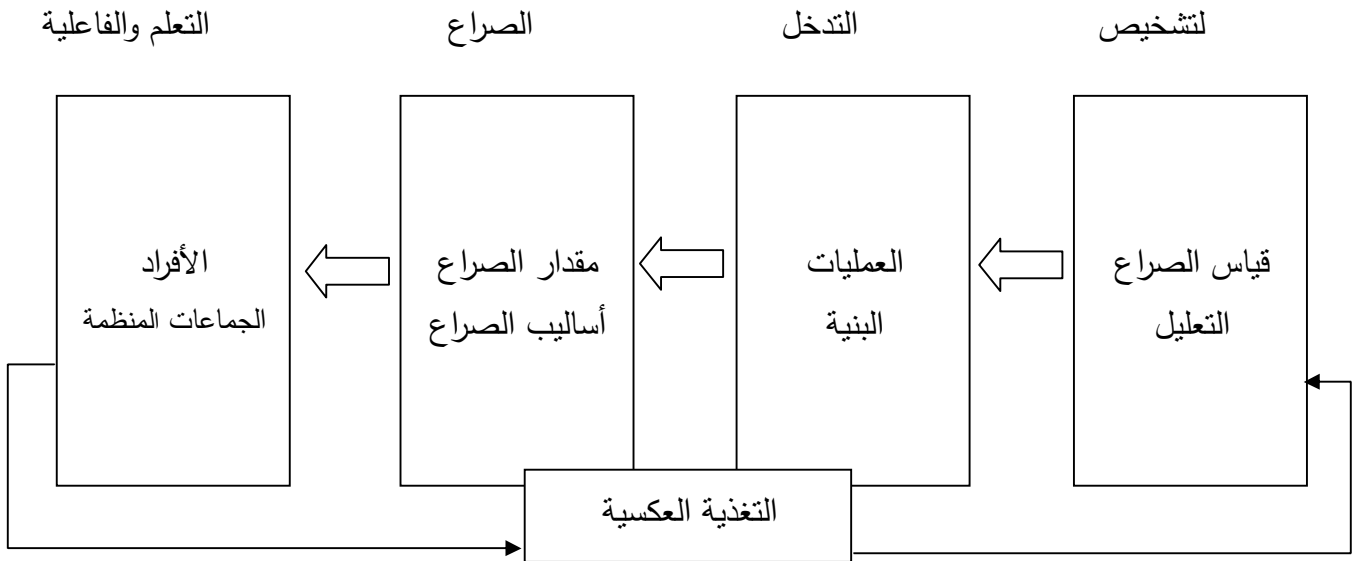 لتشخيص
التدخل
الصراع
التعلم والفاعلية
قياس الصراع
التعليل
العمليات
البنية
مقدار الصراع
أساليب الصراع
الأفراد
الجماعات المنظمة
التغذية العكسية